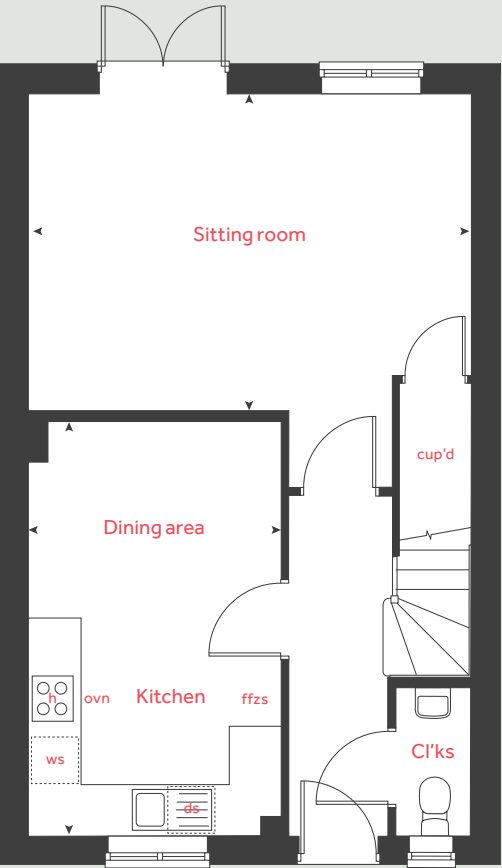 Sitting room
cup’d
Dining area
h
ovn
Kitchen
ffzs
ws
Cl’ks
ds